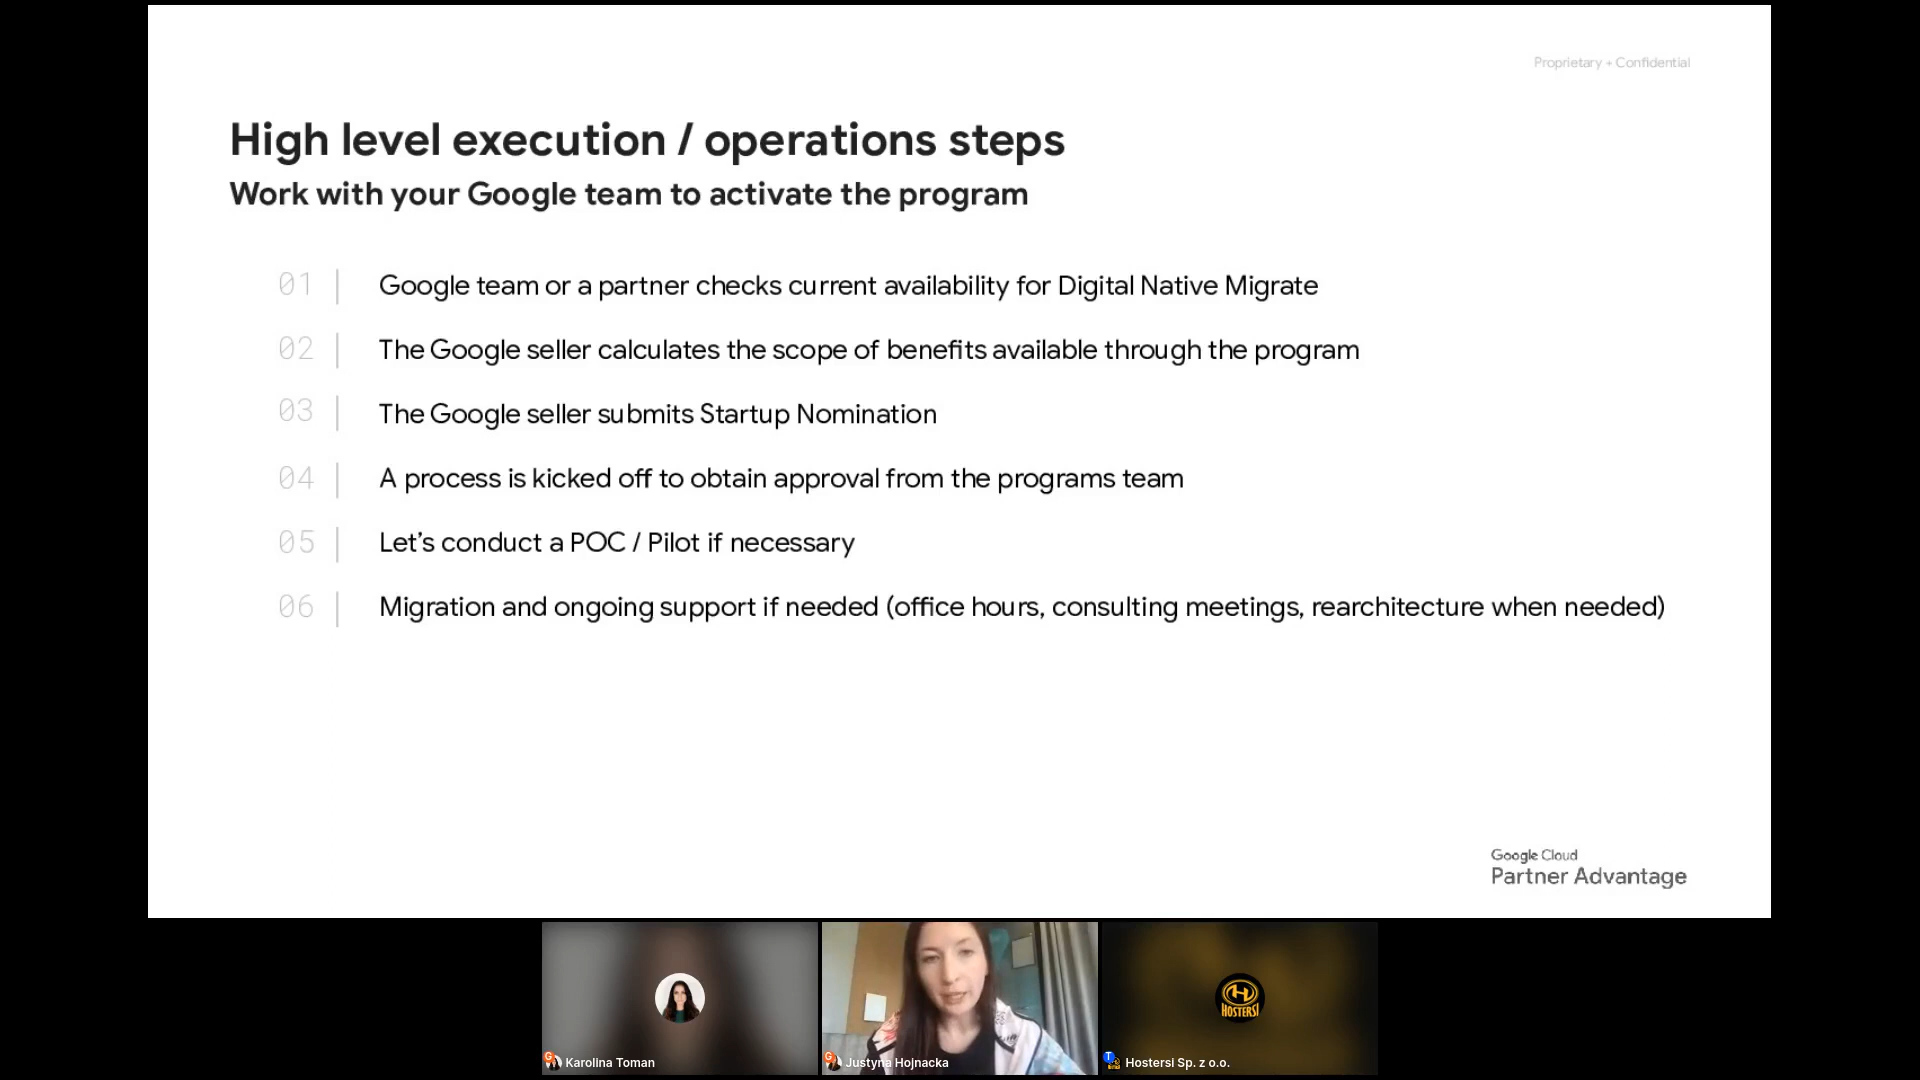 Proprietary + Confidential
High level execution / operations steps
Work with your Google team to activate the program
01 Google team or a partner checks current availability for Digital Native Migrate
02 The Google seller calculates the scope of benefits available through the program
03 The Google seller submits Startup Nomination
04 A process is kicked off to obtain approval from the programs team
05 Let’s conduct a POC / Pilot if necessary
06 Migration and ongoing support if needed (office hours, consulting meetings, rearchitecture when needed)
Google Cloud
Partner Advantage
HOSTERSI
G Karolina Toman
G Justyna Hojnacka
T Hostersi Sp. z o.o.